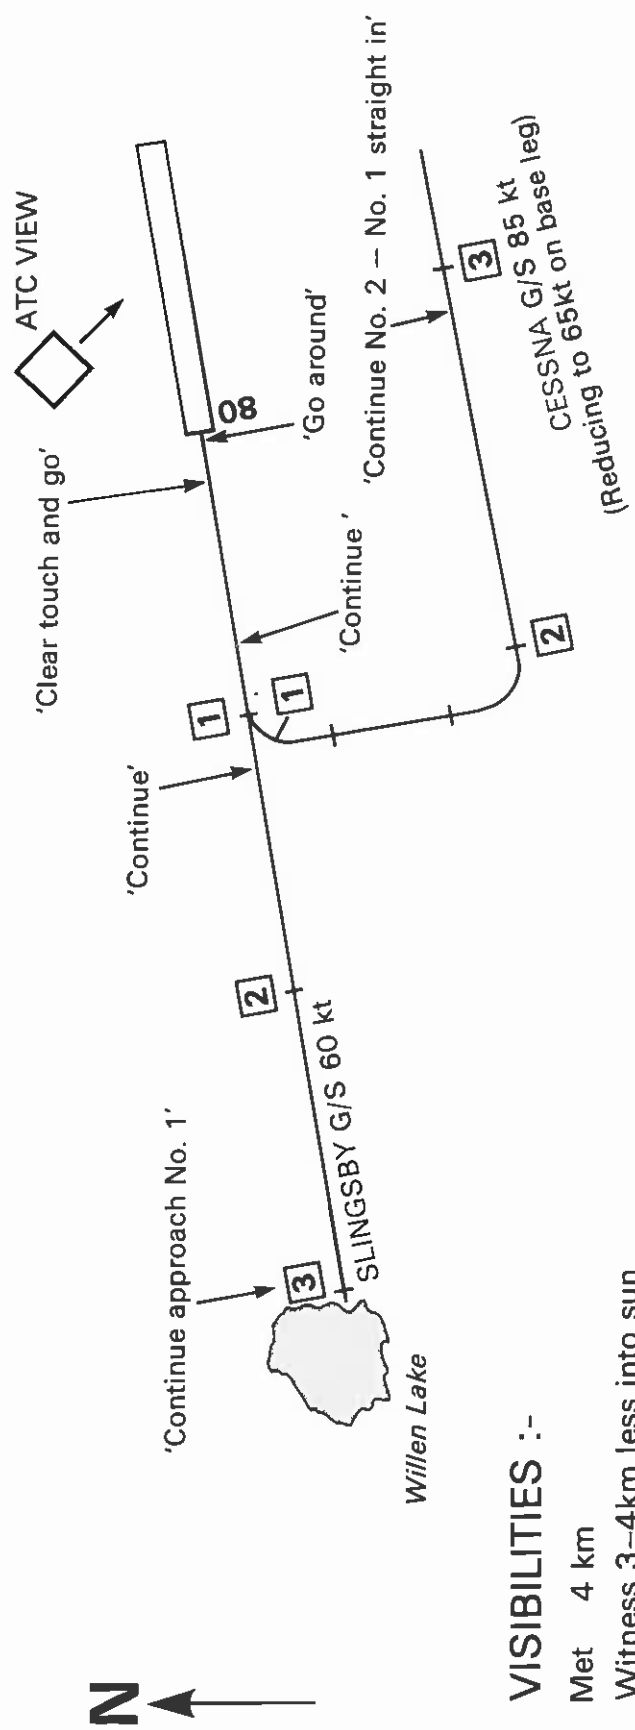 ATC VIEW
'Clear touch and go'
08
'Go around'
'Continue No. 2 – No. 1 straight in'
3
CESSNA G/S 85 kt
(Reducing to 65kt on base leg)
'Continue'
1
1
2
'Continue'
2
SLINGSBY G/S 60 kt
'Continue approach No. 1'
3
Willen Lake
N
VISIBILITIES :-
Met 4 km
Witness 3–4km less into sun